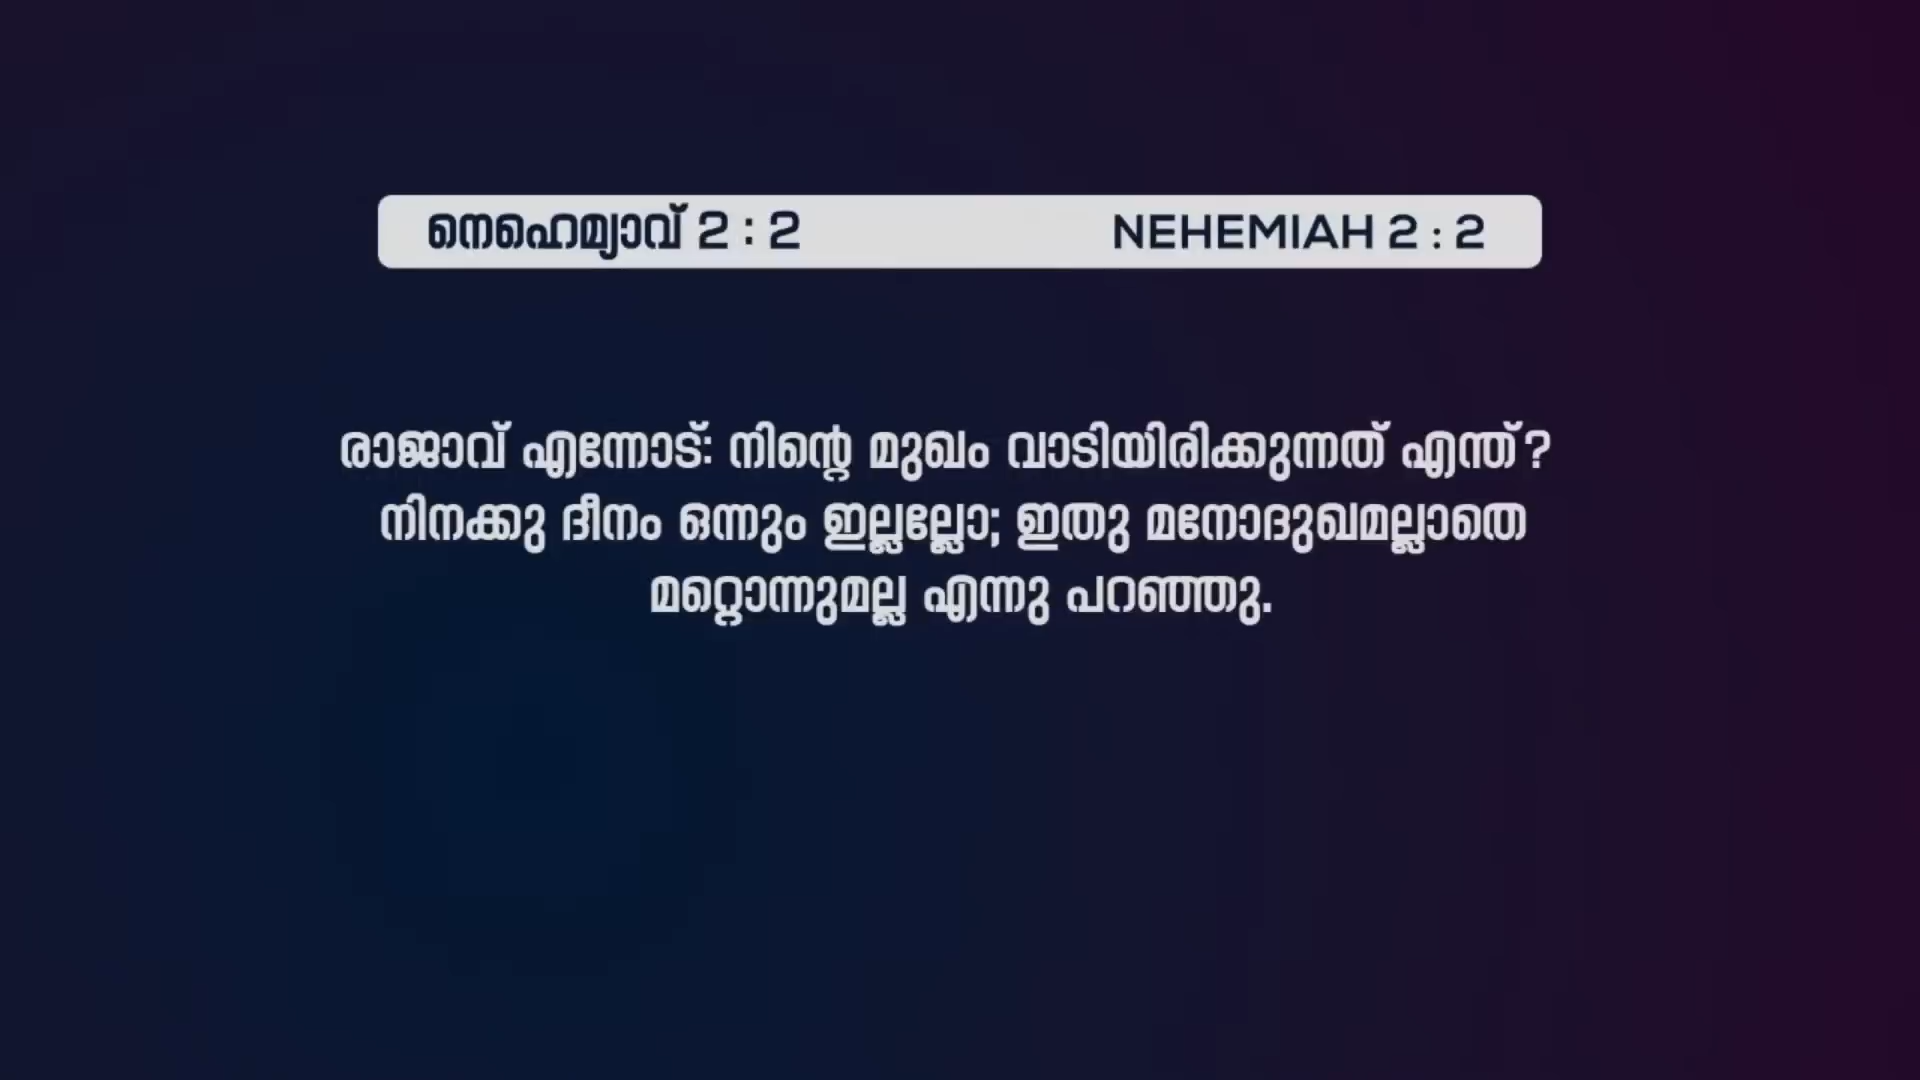 നെഹെമ്യാവ് 2 : 2 NEHEMIAH 2 : 2
രാജാവ് എന്നോട്: നിന്റെ മുഖം വാടിയിരിക്കുന്നത് എന്ത്?
നിനക്കു ദീനം ഒന്നും ഇല്ലല്ലോ; ഇതു മനോദുഖമല്ലാതെ
മറ്റൊന്നുമല്ല എന്നു പറഞ്ഞു.